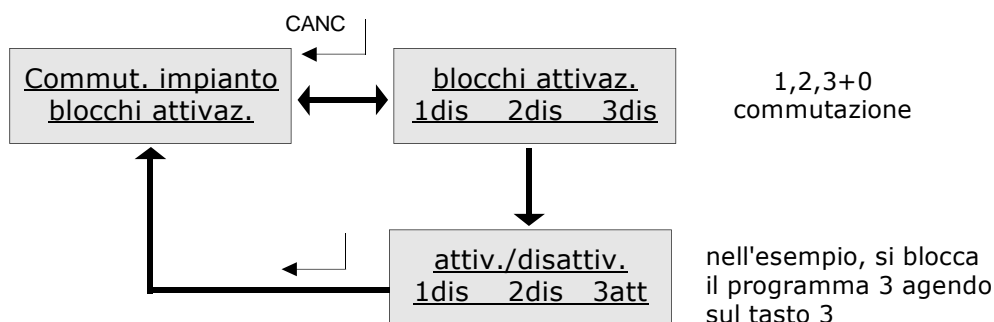 CANC
Commut. impianto
blocchi attivaz.
blocchi attivaz.
1dis 2dis 3dis
1,2,3+0
commutazione
attiv./disattiv.
1dis 2dis 3att
nell'esempio, si blocca
il programma 3 agendo
sul tasto 3